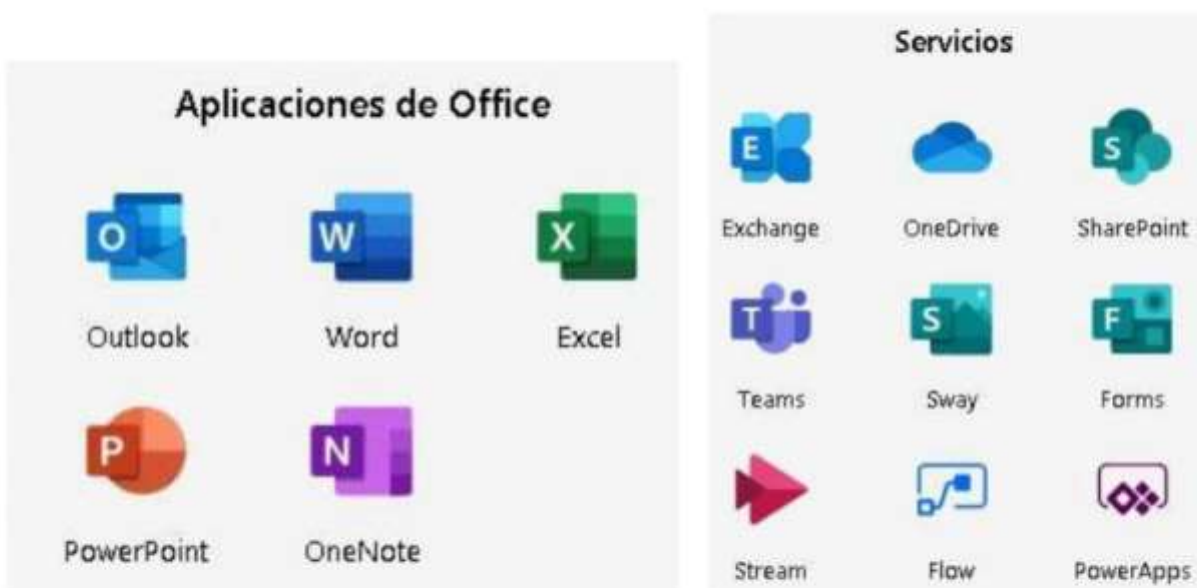 Aplicaciones de Office
O
W
X
Outlook
Word
Excel
P
N
PowerPoint
OneNote
Servicios
E
S
Exchange
OneDrive
SharePoint
T
S
F
Teams
Sway
Forms
Stream
Flow
PowerApps